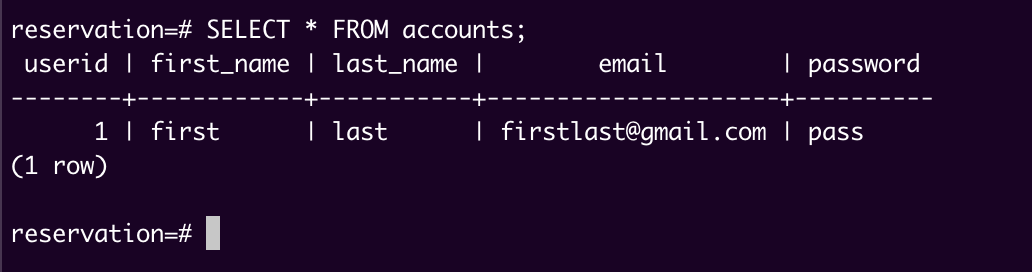 reservation=# SELECT * FROM accounts;
 userid | first_name | last_name |        email        | password
--------+------------+-----------+---------------------+----------
      1 | first      | last      | firstlast@gmail.com | pass
(1 row)
reservation=#